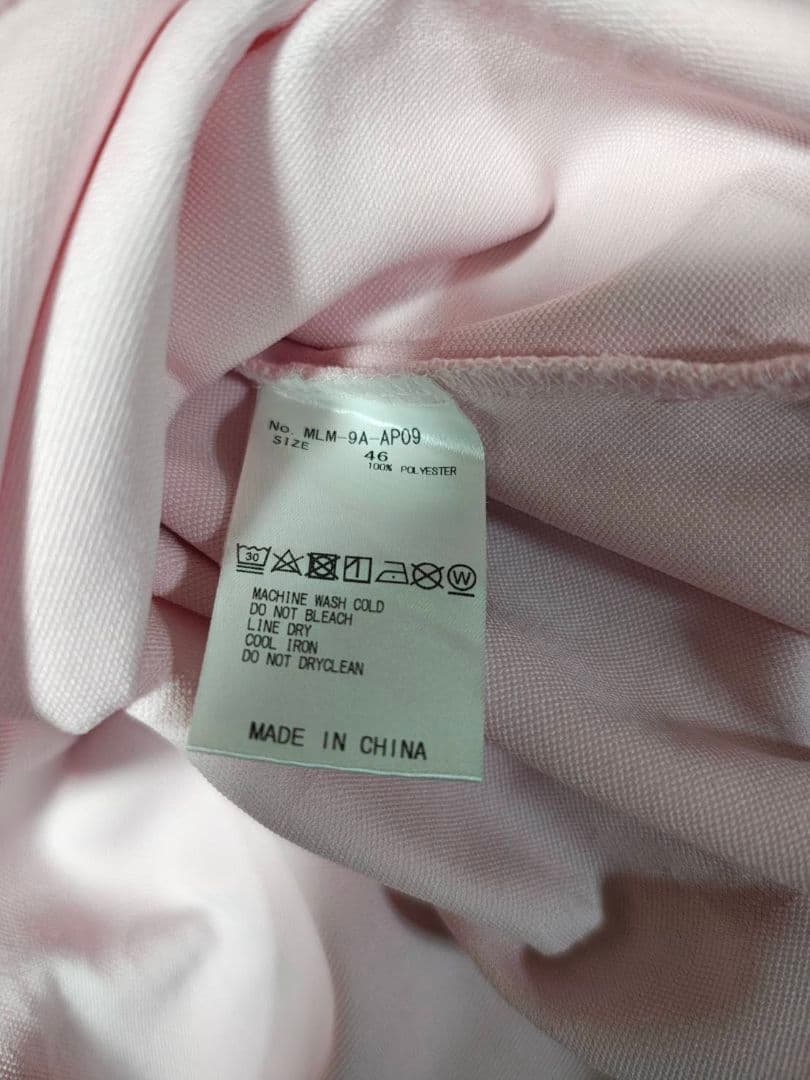 No. MLM-9A-AP09
SIZE 46
100% POLYESTER
30 W
MACHINE WASH COLD
DO NOT BLEACH
LINE DRY
COOL IRON
DO NOT DRYCLEAN
MADE IN CHINA